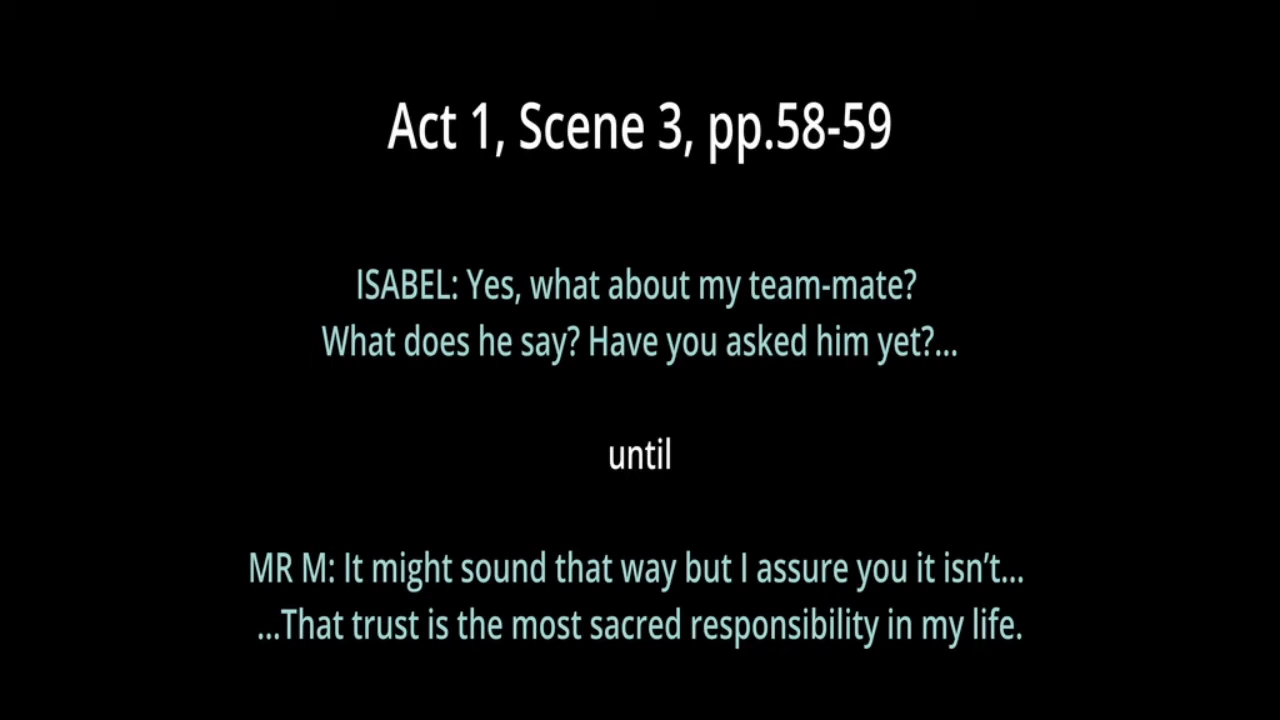 Act 1, Scene 3, pp.58-59
ISABEL: Yes, what about my team-mate?
What does he say? Have you asked him yet?...
until
MR M: It might sound that way but I assure you it isn’t...
...That trust is the most sacred responsibility in my life.